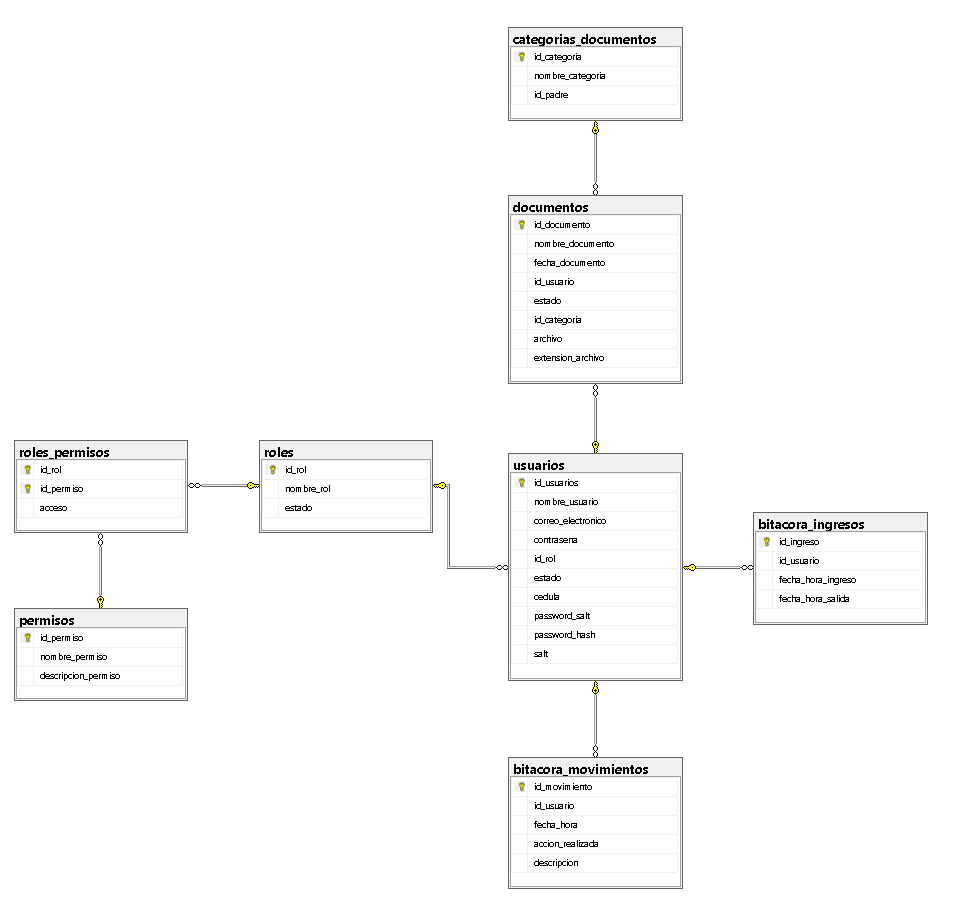 categorias_documentos
id_categoria
nombre_categoria
id_padre
documentos
id_documento
nombre_documento
fecha_documento
id_usuario
estado
id_categoria
archivo
extension_archivo
roles_permisos
id_rol
id_permiso
acceso
roles
id_rol
nombre_rol
estado
usuarios
id_usuarios
nombre_usuario
correo_electronico
contrasena
id_rol
estado
cedula
password_salt
password_hash
salt
bitacora_ingresos
id_ingreso
id_usuario
fecha_hora_ingreso
fecha_hora_salida
permisos
id_permiso
nombre_permiso
descripcion_permiso
bitacora_movimientos
id_movimiento
id_usuario
fecha_hora
accion_realizada
descripcion